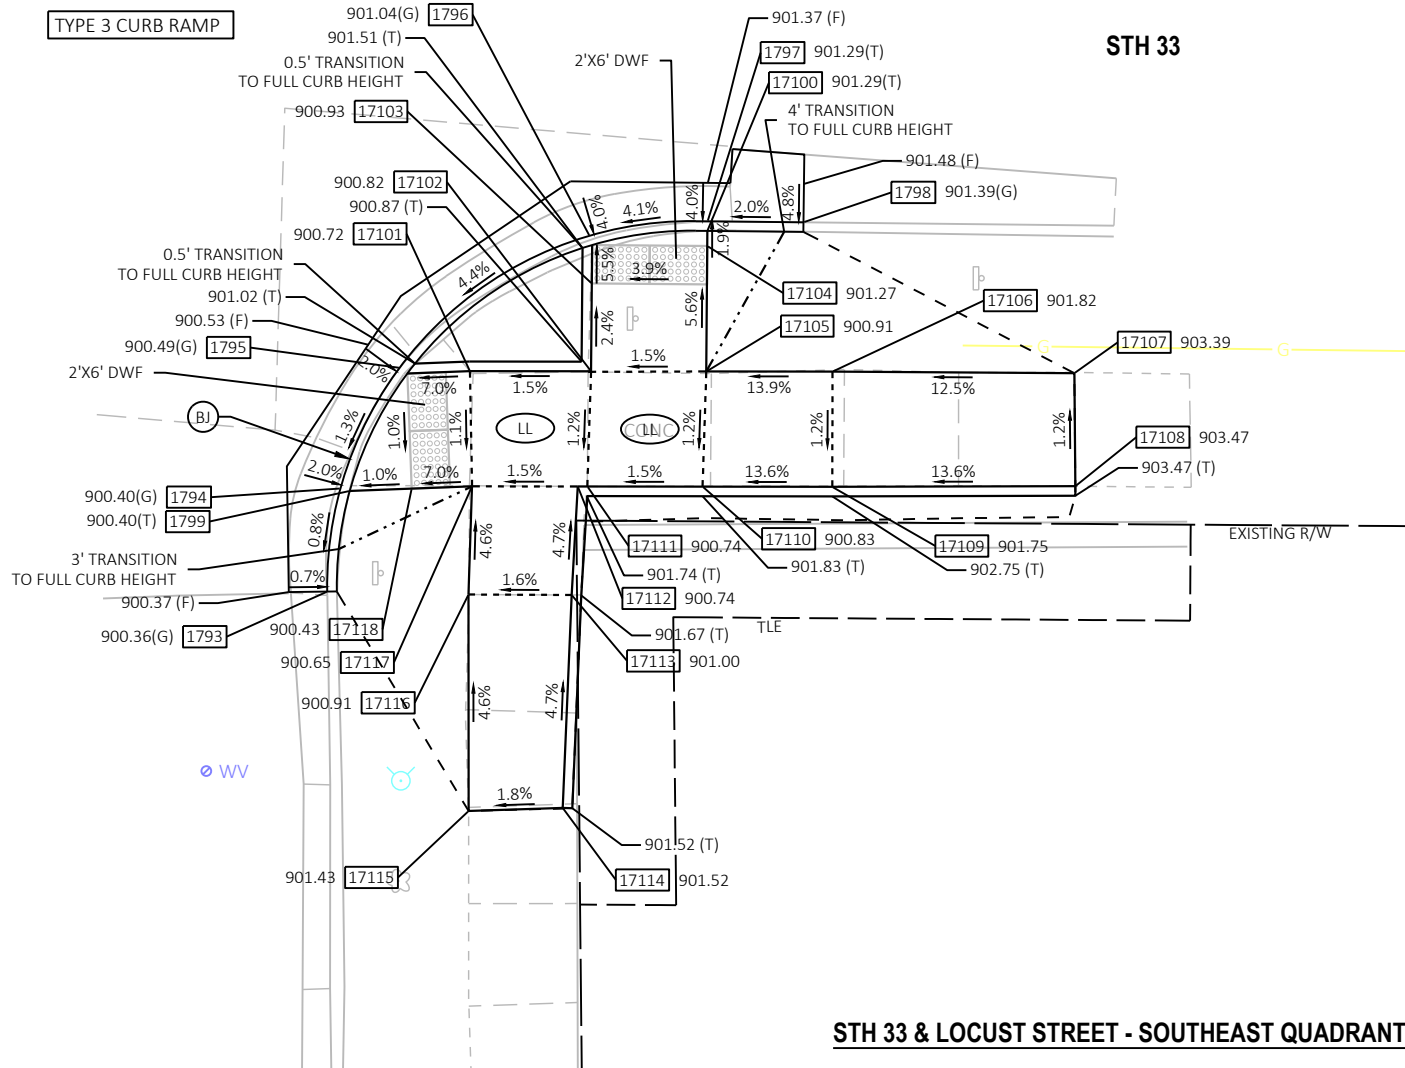 TYPE 3 CURB RAMP
901.04(G) 1796
901.51 (T)
0.5' TRANSITION
TO FULL CURB HEIGHT
900.93 17103
2'X6' DWF
901.37 (F)
1797 901.29(T)
17100 901.29(T)
4' TRANSITION
TO FULL CURB HEIGHT
STH 33
901.48 (F)
1798 901.39(G)
900.82 17102
900.87 (T)
900.72 17101
0.5' TRANSITION
TO FULL CURB HEIGHT
901.02 (T)
900.53 (F)
900.49(G) 1795
2'X6' DWF
BJ
4.0%
4.1%
4.0%
2.0%
4.8%
1.9%
5.5%
3.9%
4.4%
2.4%
5.6%
17104 901.27
17105 900.91
17106 901.82
G
G
17107 903.39
2.0%
7.0%
1.5%
1.5%
13.9%
12.5%
1.3%
1.0%
1.1%
LL
1.2%
CONC
LL
1.2%
1.2%
1.2%
17108 903.47
903.47 (T)
2.0%
1.0%
7.0%
1.5%
1.5%
13.6%
13.6%
900.40(G) 1794
900.40(T) 1799
0.8%
3' TRANSITION
TO FULL CURB HEIGHT
0.7%
900.37 (F)
900.36(G) 1793
4.6%
4.7%
17111 900.74
17110 900.83
17109 901.75
901.74 (T)
901.83 (T)
902.75 (T)
EXISTING R/W
1.6%
17112 900.74
900.43 17118
901.67 (T)
TLE
900.65 17117
17113 901.00
900.91 17116
4.6%
4.7%
WV
1.8%
901.52 (T)
901.43 17115
17114 901.52
STH 33 & LOCUST STREET - SOUTHEAST QUADRANT